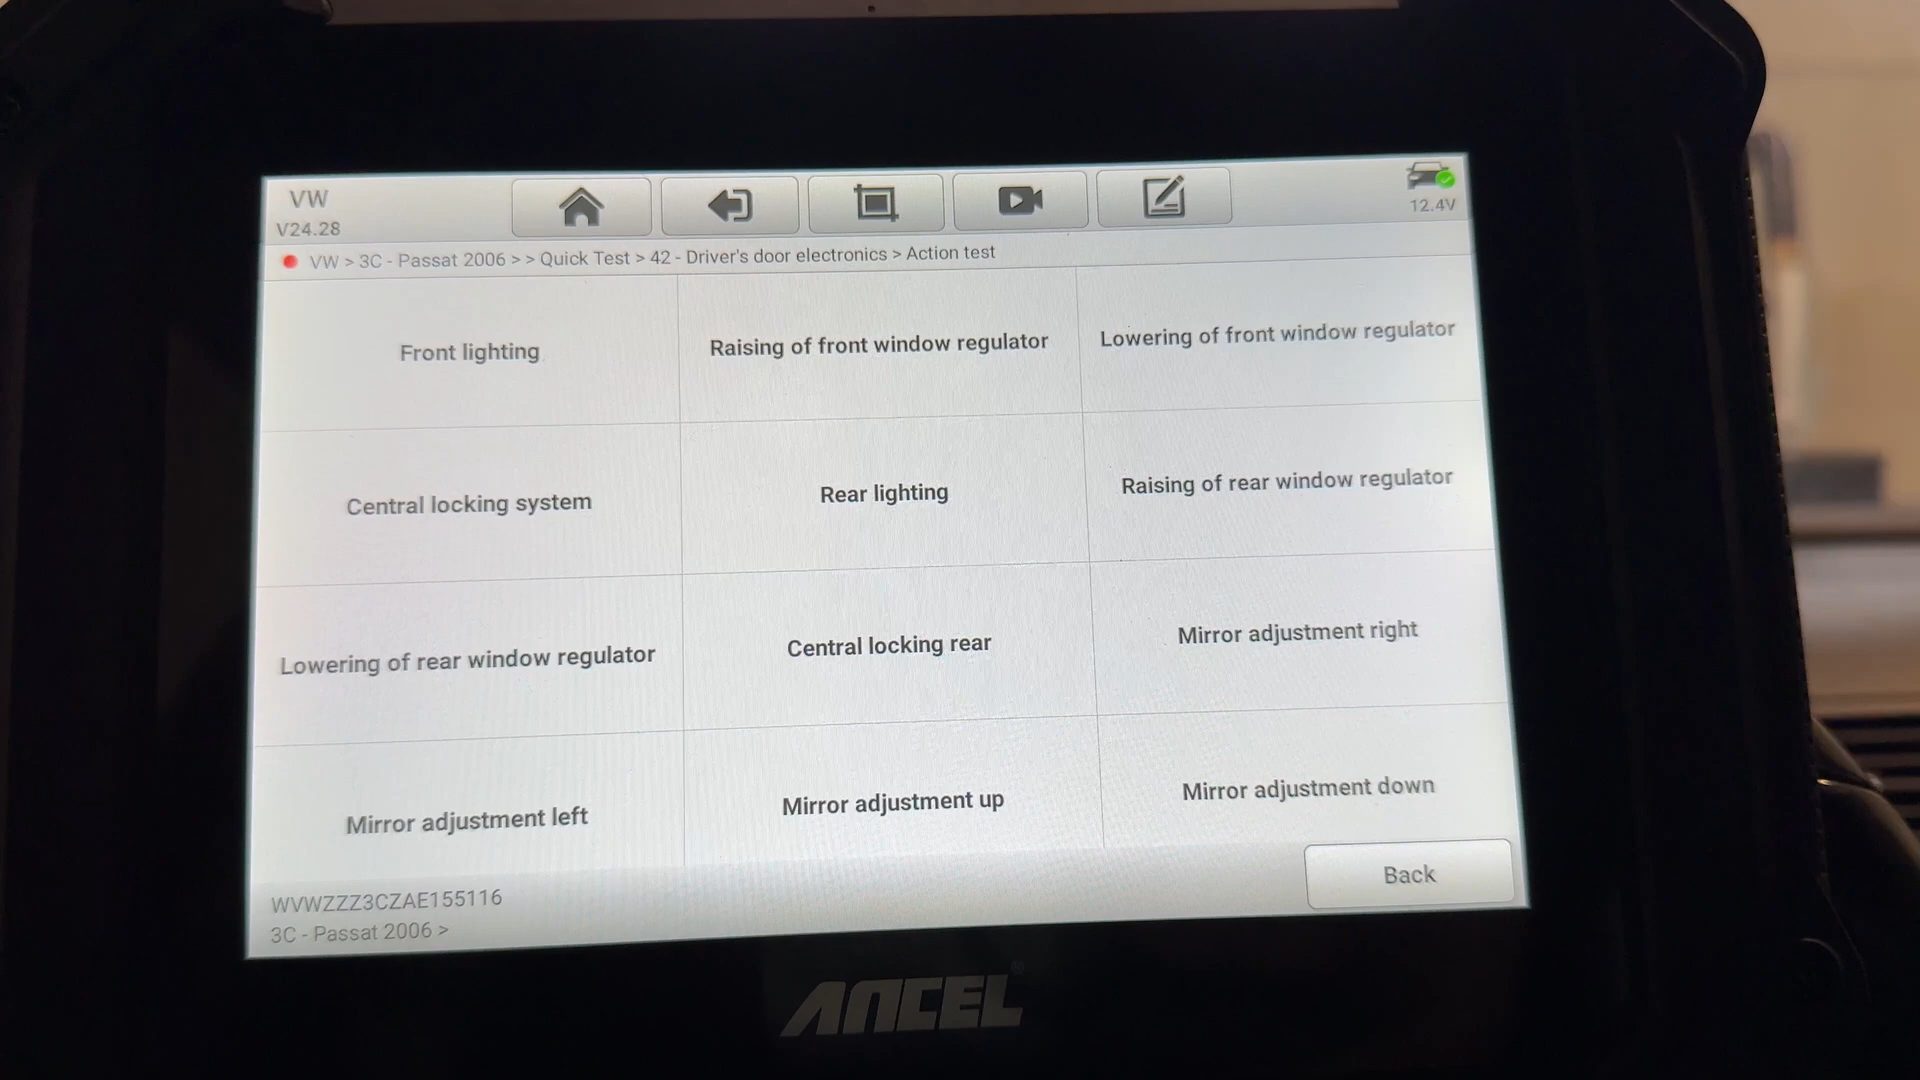 VW
V24.28
12.4V
VW > 3C - Passat 2006 > > Quick Test > 42 - Driver's door electronics > Action test
Front lighting
Raising of front window regulator
Lowering of front window regulator
Central locking system
Rear lighting
Raising of rear window regulator
Lowering of rear window regulator
Central locking rear
Mirror adjustment right
Mirror adjustment left
Mirror adjustment up
Mirror adjustment down
Back
WVWZZZ3CZAE155116
3C - Passat 2006 >
ANCEL®